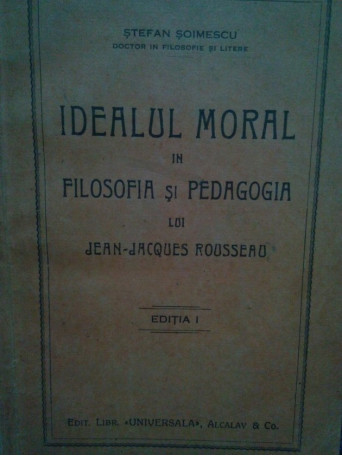 ȘTEFAN ȘOIMESCU
DOCTOR IN FILOSOFIE ȘI LITERE
IDEALUL MORAL
IN
FILOSOFIA ȘI PEDAGOGIA
LUI
JEAN-JACQUES ROUSSEAU
EDIȚIA I
EDIT. LIBR. «UNIVERSALA», ALCALAY & Co.